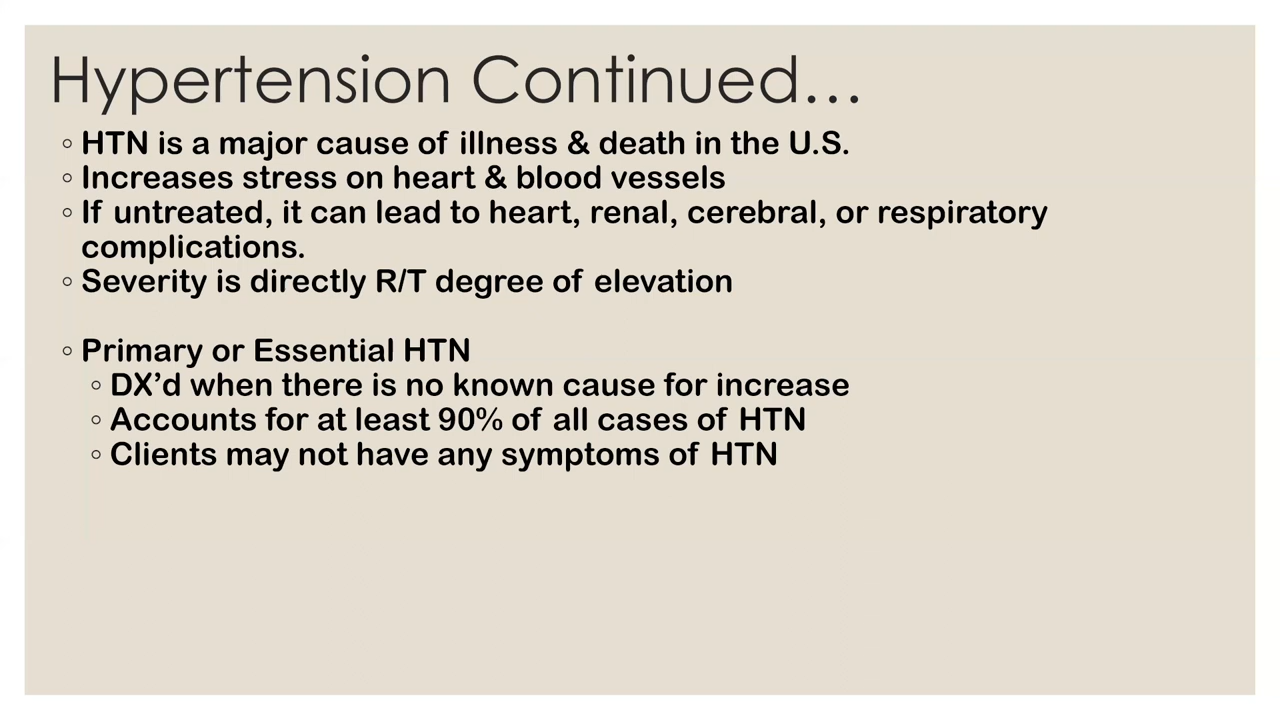 Hypertension Continued...
◦ HTN is a major cause of illness & death in the U.S.
◦ Increases stress on heart & blood vessels
◦ If untreated, it can lead to heart, renal, cerebral, or respiratory
complications.
◦ Severity is directly R/T degree of elevation
◦ Primary or Essential HTN
◦ DX’d when there is no known cause for increase
◦ Accounts for at least 90% of all cases of HTN
◦ Clients may not have any symptoms of HTN